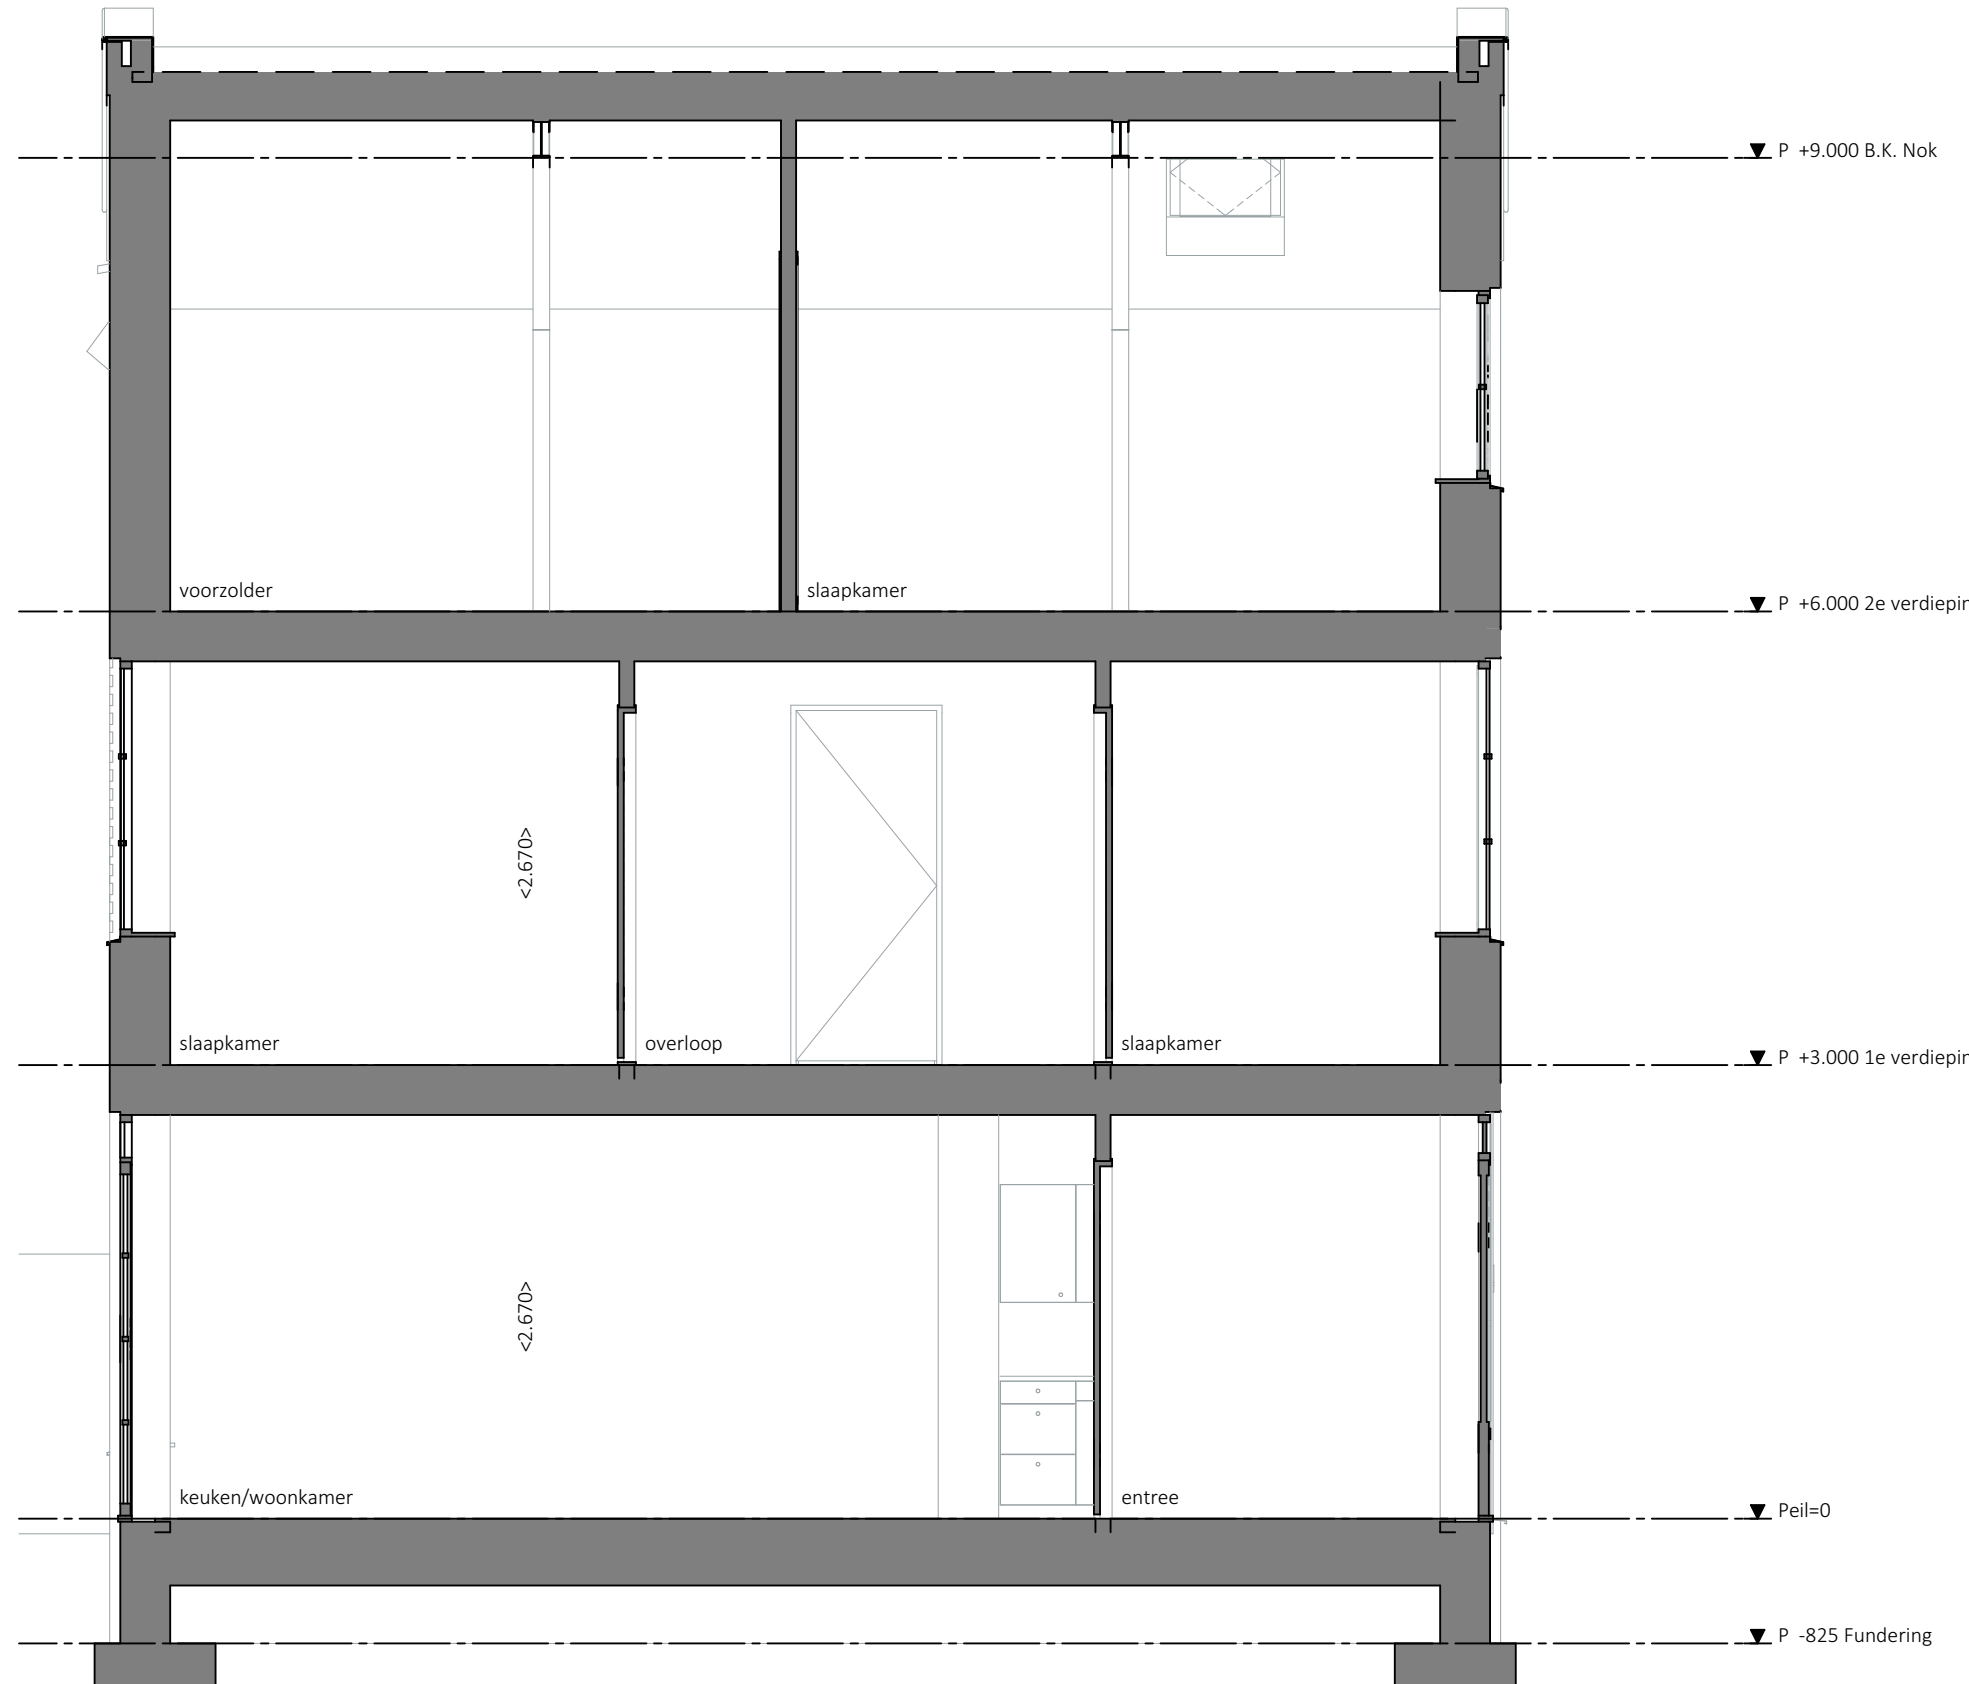 P +9.000 B.K. Nok
voorzolder
slaapkamer
P +6.000 2e verdiepin
<2.670>
slaapkamer
overloop
slaapkamer
P +3.000 1e verdiepin
<2.670>
keuken/woonkamer
entree
Peil=0
P -825 Fundering